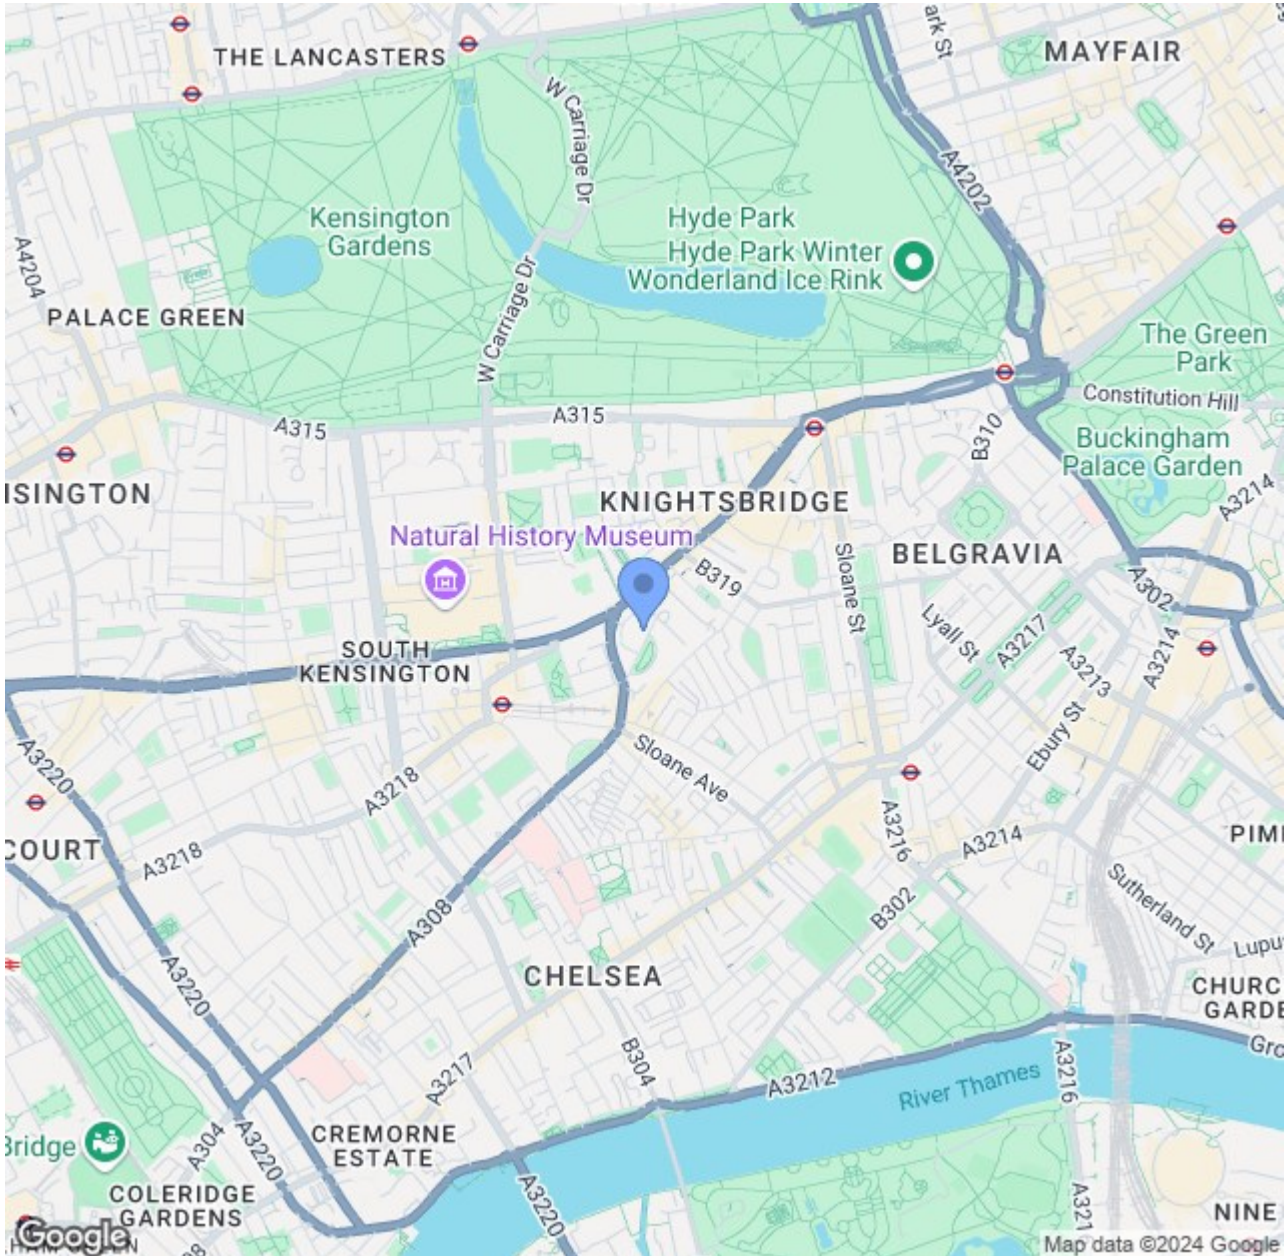 THE LANCASTERS
ark St
MAYFAIR
W Carriage Dr
A4202
Kensington
Gardens
Hyde Park
Hyde Park Winter
Wonderland Ice Rink
A4204
PALACE GREEN
W Carriage Dr
The Green
Park
Constitution Hill
A315
A315
B310
Buckingham
Palace Garden
ISINGTON
KNIGHTSBRIDGE
A3214
Natural History Museum
BELGRAVIA
Sloane St
B319
A302
Lyall St
A3217
A3213
A3214
SOUTH
KENSINGTON
Ebury St
A3220
Sloane Ave
A3218
COURT
A3218
A3216
A3214
PIMI
Sutherland St
B302
A308
Lupu
A3220
CHELSEA
CHURC
GARDE
Gro
B304
A3217
A3212
River Thames
A3216
Bridge
A304
A3220
CREMORNE
ESTATE
COLERIDGE
GARDENS
A3220
A321
NINE
Google
Map data ©2024 Google